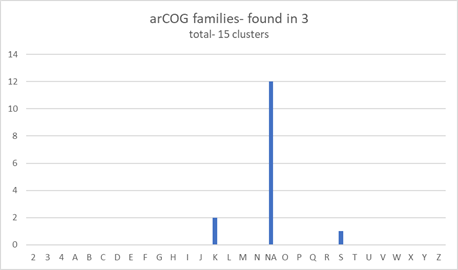 arCOG families- found in 3
total- 15 clusters
14
12
10
8
6
4
2
0
2 3 4 A B C D E F G H I J K L M N NA O P Q R S T U V W X Y Z